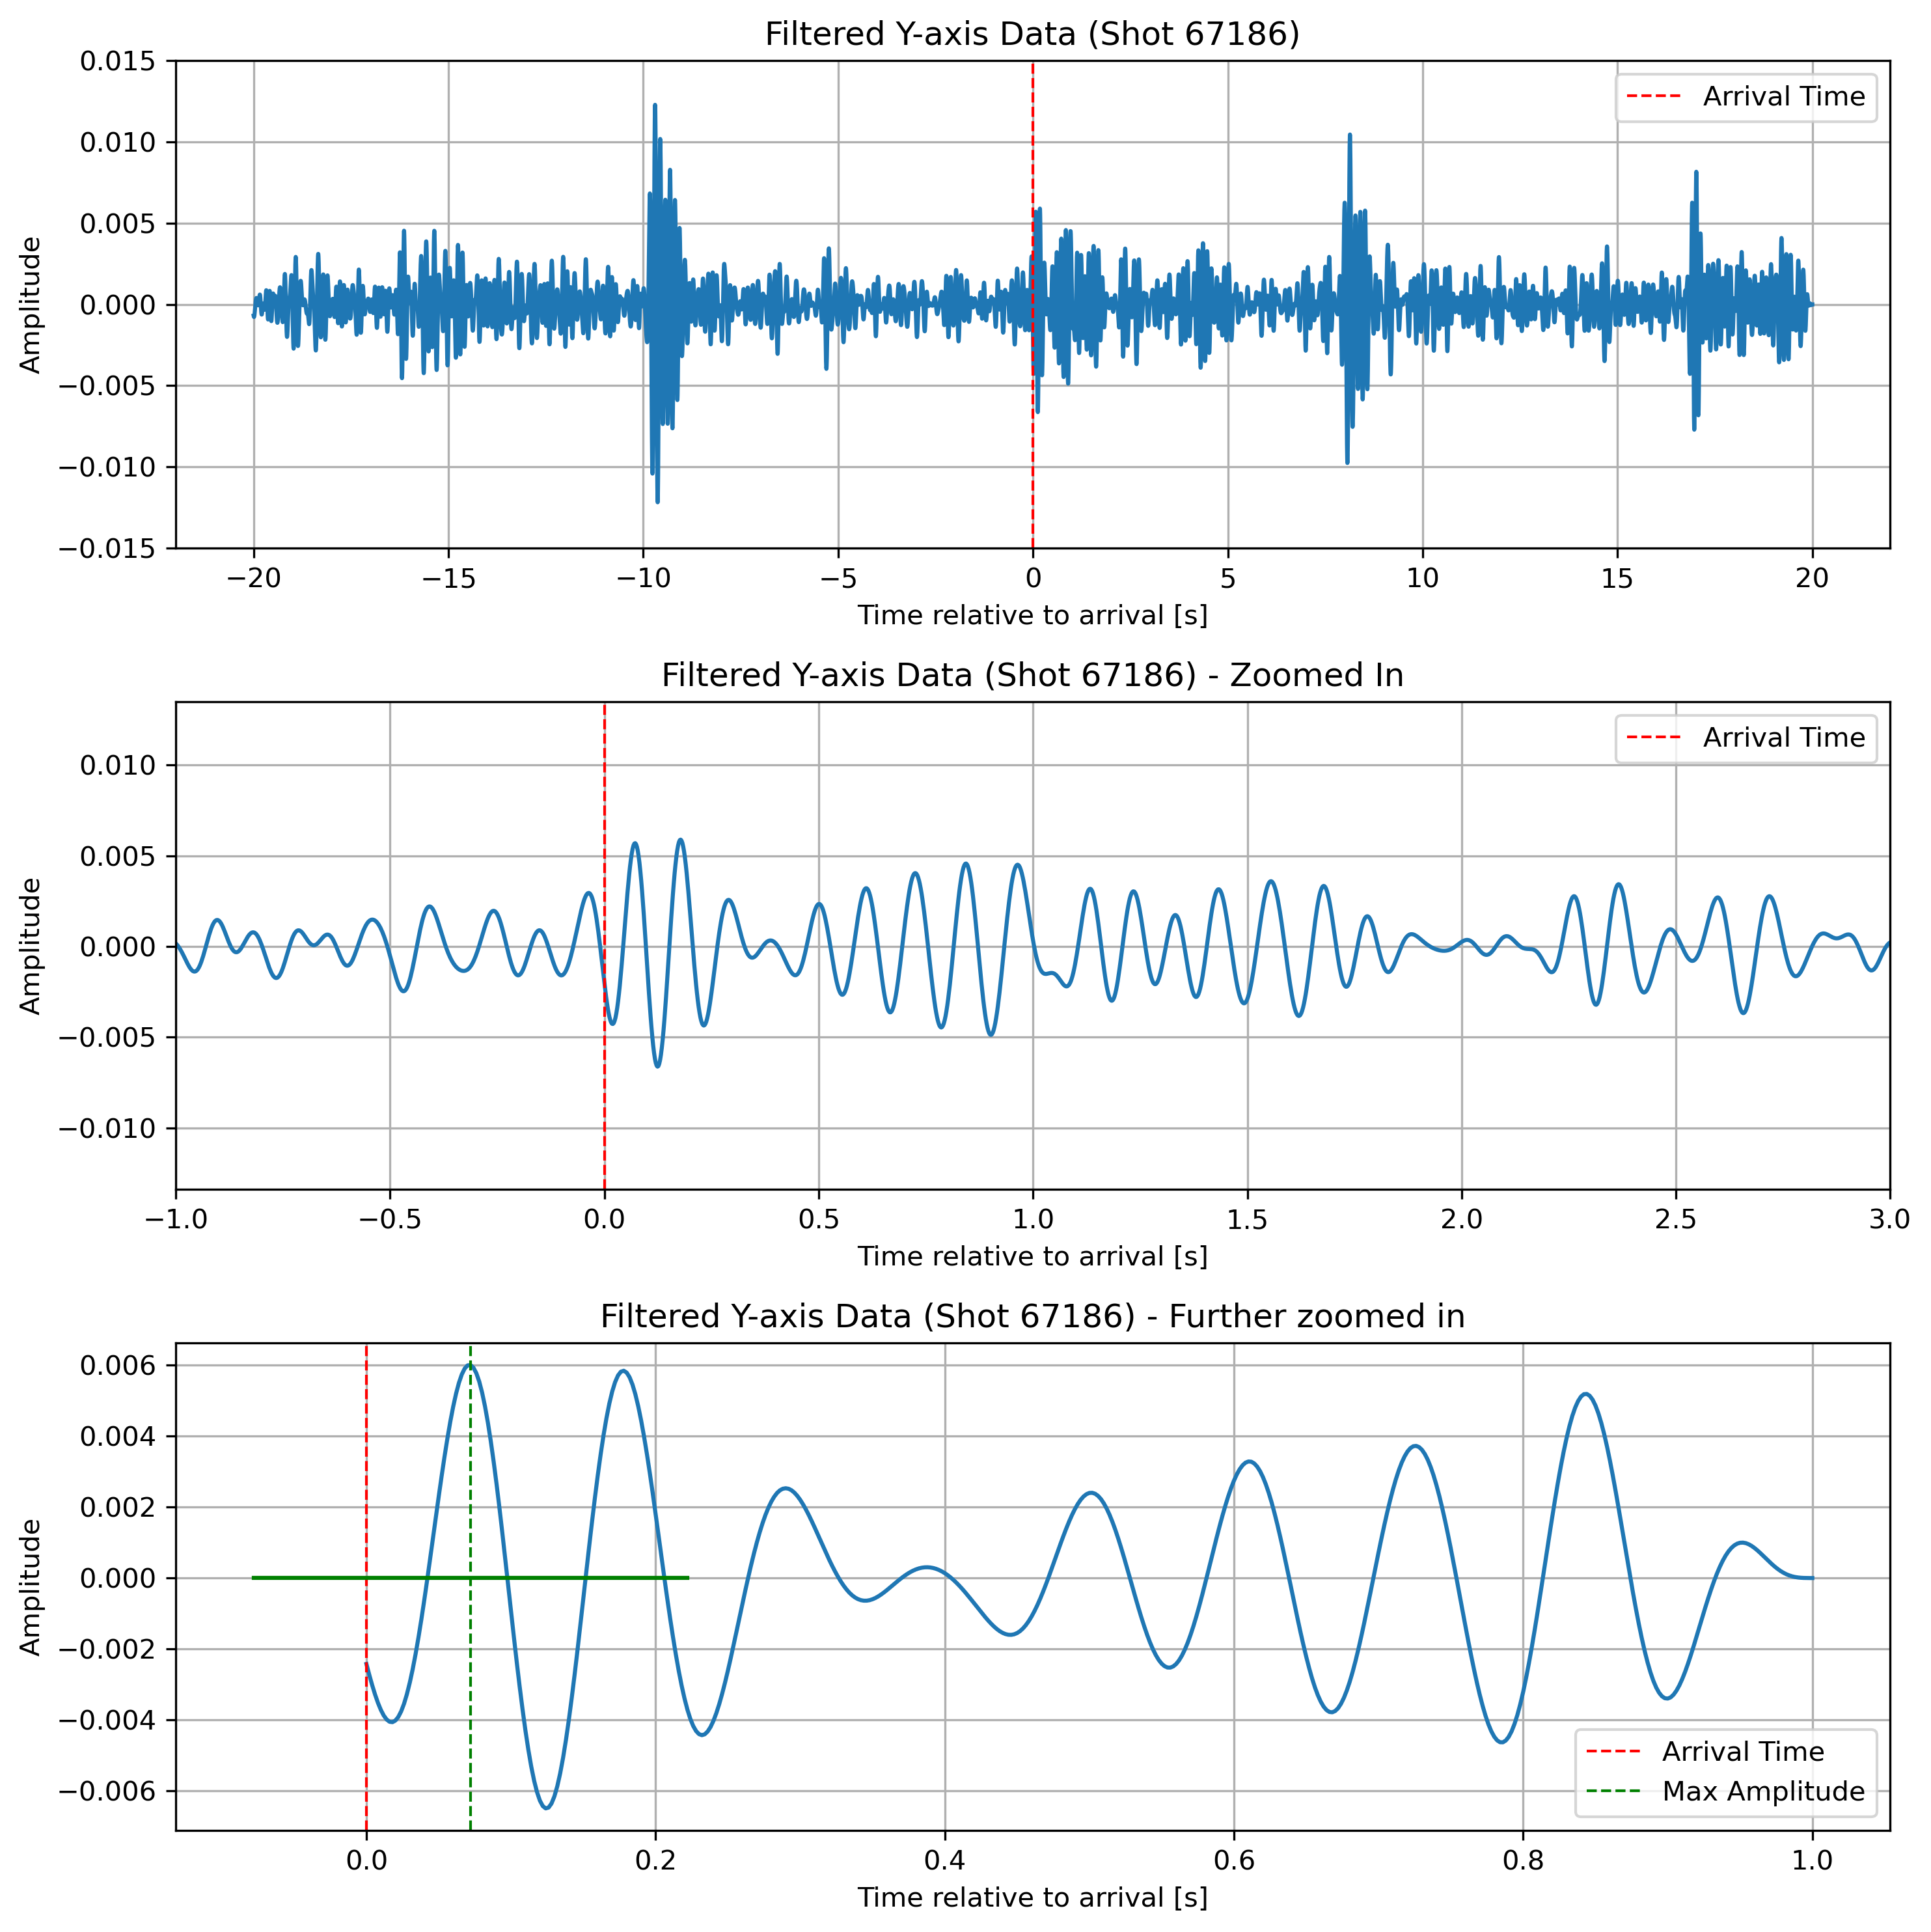 Filtered Y-axis Data (Shot 67186)
0.015
0.010
0.005
0.000
−0.005
−0.010
−0.015
Amplitude
Arrival Time
−20 −15 −10 −5 0 5 10 15 20
Time relative to arrival [s]
Filtered Y-axis Data (Shot 67186) - Zoomed In
0.010
0.005
0.000
−0.005
−0.010
Amplitude
Arrival Time
−1.0 −0.5 0.0 0.5 1.0 1.5 2.0 2.5 3.0
Time relative to arrival [s]
Filtered Y-axis Data (Shot 67186) - Further zoomed in
0.006
0.004
0.002
0.000
−0.002
−0.004
−0.006
Amplitude
Arrival Time
Max Amplitude
0.0 0.2 0.4 0.6 0.8 1.0
Time relative to arrival [s]